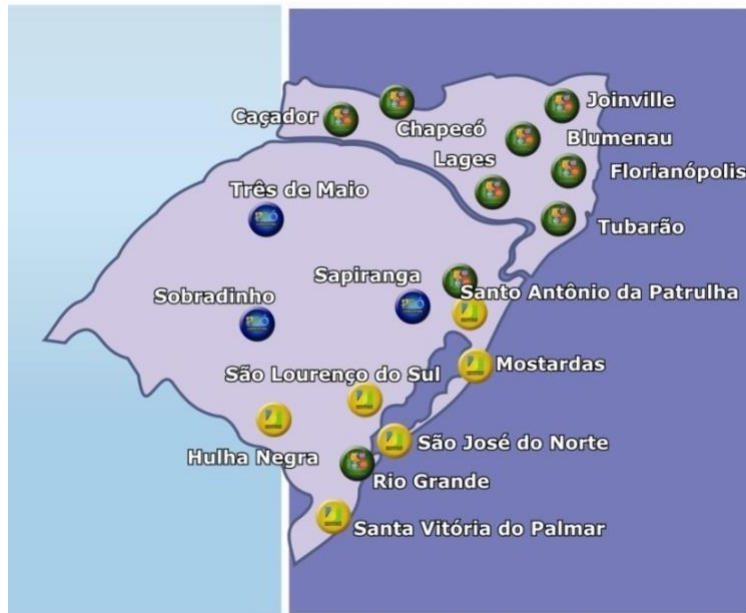 Joinville
Caçador
Chapecó
Blumenau
Lages
Florianópolis
Três de Maio
Tubarão
Sapiranga
Santo Antônio da Patrulha
Sobradinho
Mostardas
São Lourenço do Sul
São José do Norte
Hulha Negra
Rio Grande
Santa Vitória do Palmar